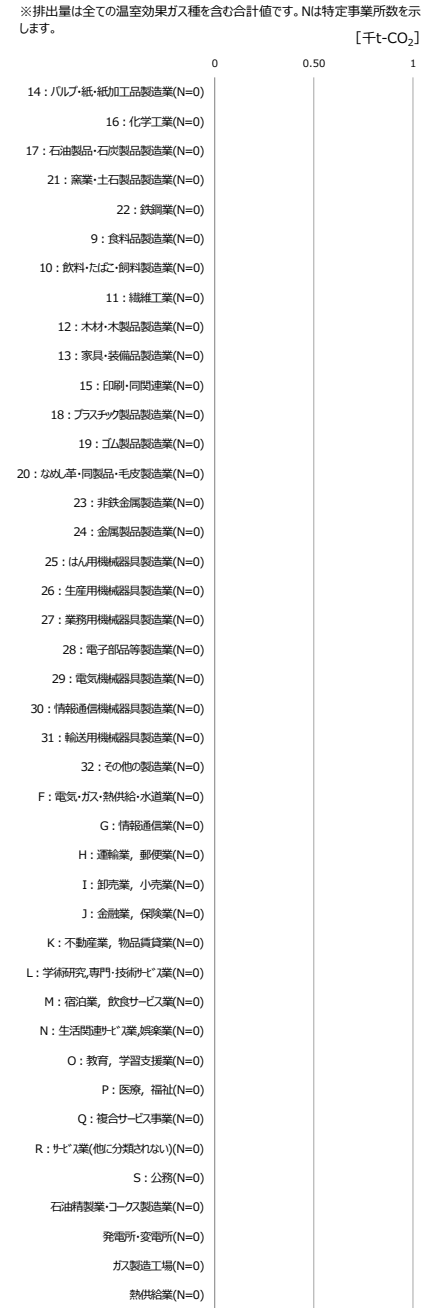 ※排出量は全ての温室効果ガス種を含む合計値です。Nは特定事業所数を示
します。
[千t-CO₂]
0 0.50 1
14：パルプ・紙・紙加工品製造業(N=0)
16：化学工業(N=0)
17：石油製品・石炭製品製造業(N=0)
21：窯業・土石製品製造業(N=0)
22：鉄鋼業(N=0)
9：食料品製造業(N=0)
10：飲料・たばこ・飼料製造業(N=0)
11：繊維工業(N=0)
12：木材・木製品製造業(N=0)
13：家具・装備品製造業(N=0)
15：印刷・同関連業(N=0)
18：プラスチック製品製造業(N=0)
19：ゴム製品製造業(N=0)
20：なめし革・同製品・毛皮製造業(N=0)
23：非鉄金属製造業(N=0)
24：金属製品製造業(N=0)
25：はん用機械器具製造業(N=0)
26：生産用機械器具製造業(N=0)
27：業務用機械器具製造業(N=0)
28：電子部品等製造業(N=0)
29：電気機械器具製造業(N=0)
30：情報通信機械器具製造業(N=0)
31：輸送用機械器具製造業(N=0)
32：その他の製造業(N=0)
F：電気・ガス・熱供給・水道業(N=0)
G：情報通信業(N=0)
H：運輸業，郵便業(N=0)
I：卸売業，小売業(N=0)
J：金融業，保険業(N=0)
K：不動産業，物品賃貸業(N=0)
L：学術研究,専門・技術ｻｰﾋﾞｽ業(N=0)
M：宿泊業，飲食サービス業(N=0)
N：生活関連ｻｰﾋﾞｽ業,娯楽業(N=0)
O：教育，学習支援業(N=0)
P：医療，福祉(N=0)
Q：複合サービス事業(N=0)
R：ｻｰﾋﾞｽ業(他に分類されない)(N=0)
S：公務(N=0)
石油精製業・コークス製造業(N=0)
発電所・変電所(N=0)
ガス製造工場(N=0)
熱供給業(N=0)